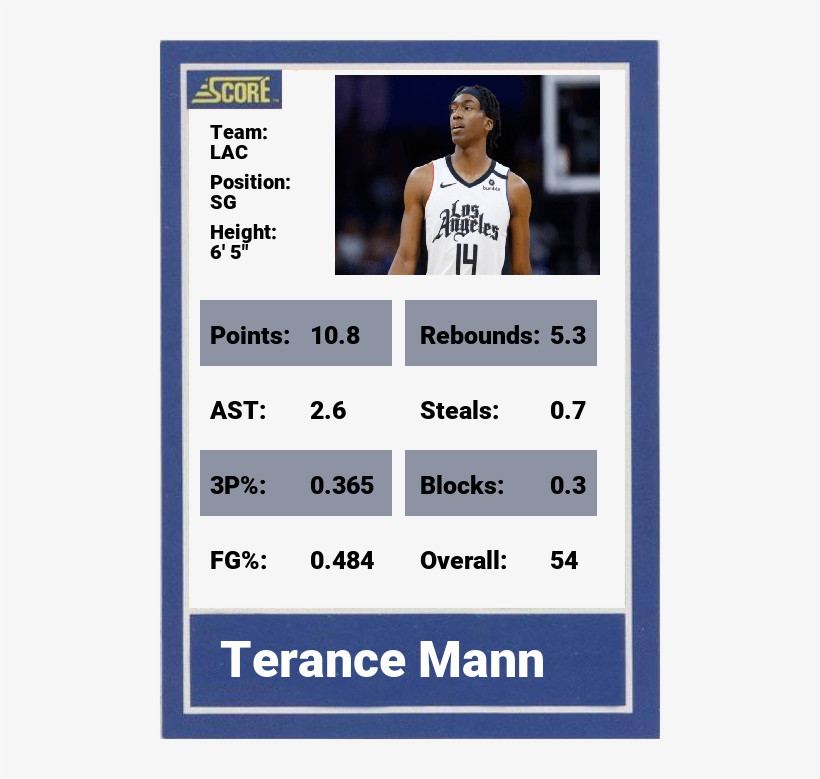 SCORE
Team:
LAC
Position:
SG
Height:
6' 5"
bumble
Los
Angeles
14
Points: 10.8 Rebounds: 5.3
AST: 2.6 Steals: 0.7
3P%: 0.365 Blocks: 0.3
FG%: 0.484 Overall: 54
Terance Mann